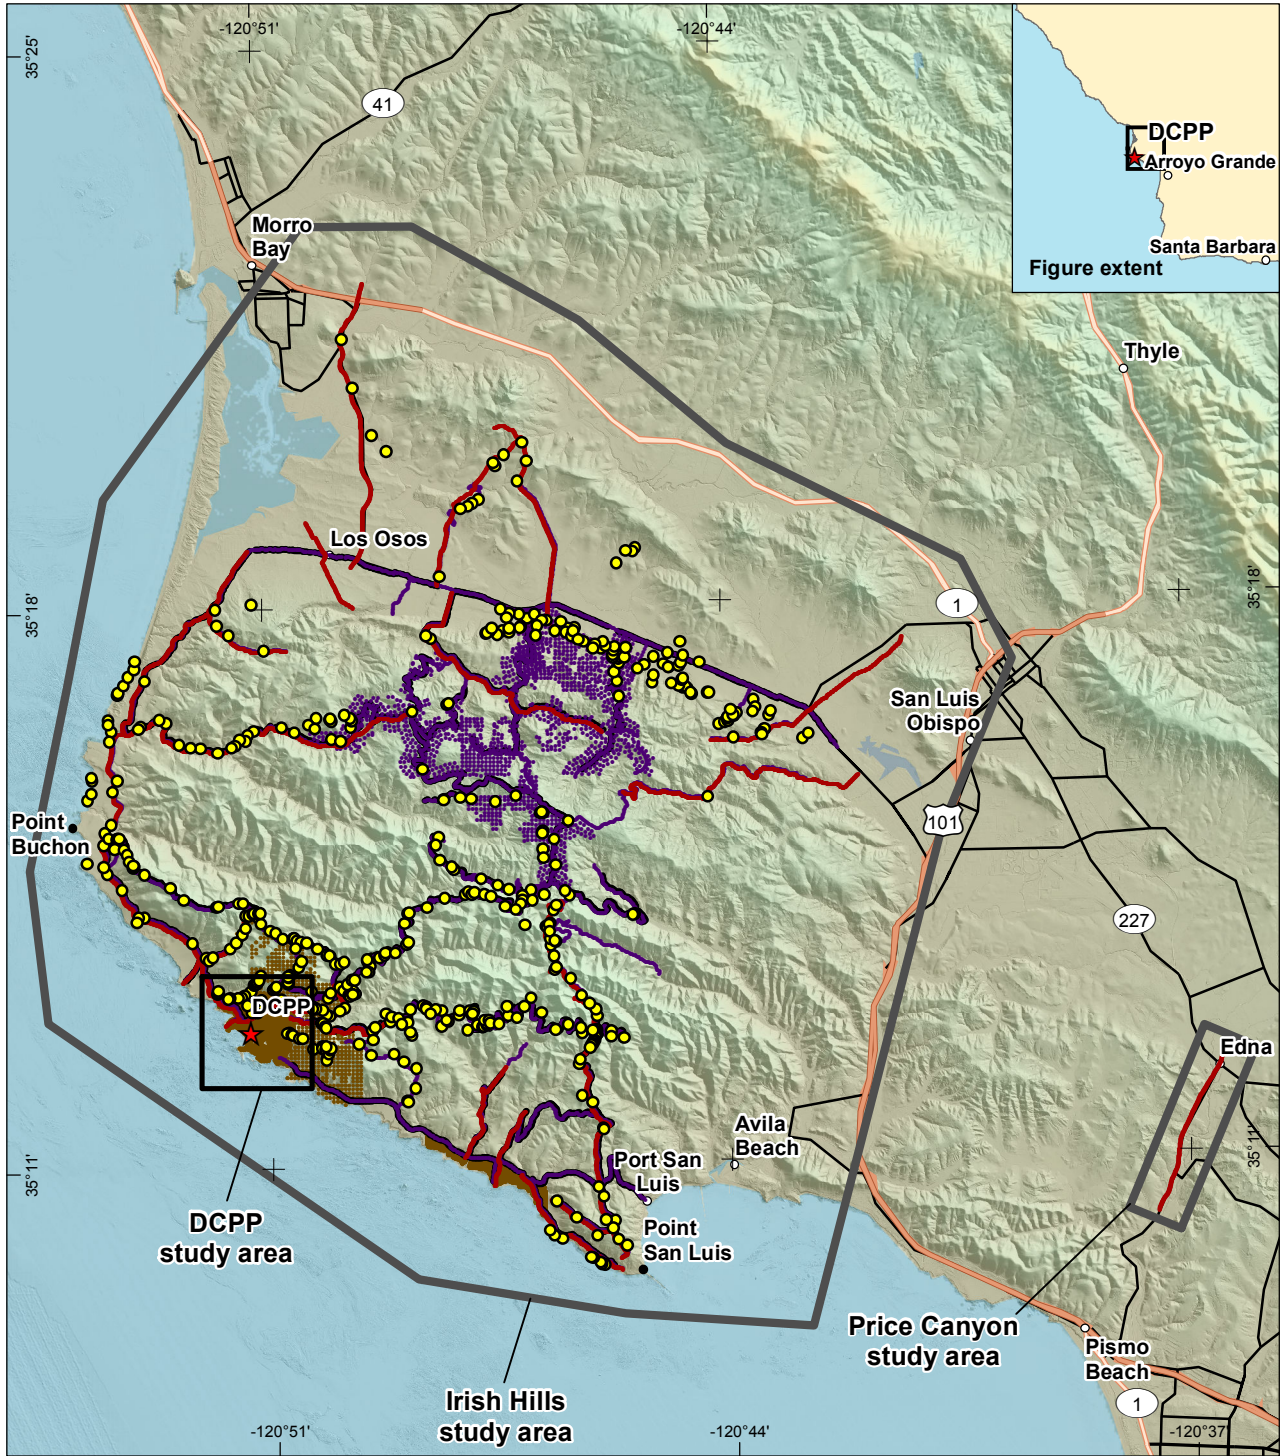 -120°51'
-120°44'
35°25'
41
DCPP
Arroyo Grande
Santa Barbara
Figure extent
Morro
Bay
Thyle
Los Osos
35°18'
35°18'
1
San Luis
Obispo
Point
Buchon
101
227
DCPP
Edna
Avila
Beach
35°11'
35°11'
Port San
Luis
Point
San Luis
DCPP
study area
Price Canyon
study area
Pismo
Beach
Irish Hills
study area
1
-120°51'
-120°44'
-120°37'